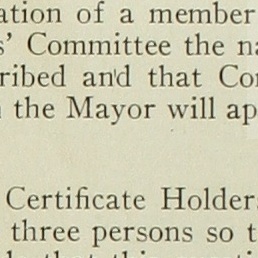 ation of a member
s' Committee the na
ribed and that Co
the Mayor will ap
Certificate Holders
three persons so t